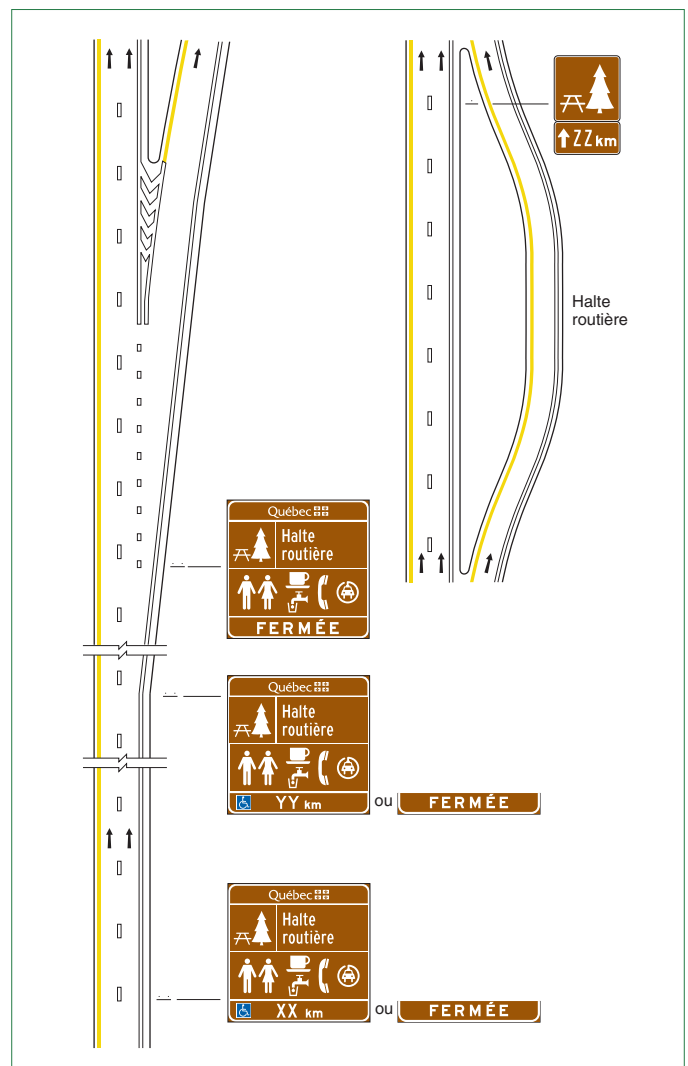 ZZ km
Halte
routière
Québec
Halte
routière
FERMÉE
Québec
Halte
routière
YY km
ou
FERMÉE
Québec
Halte
routière
XX km
ou
FERMÉE